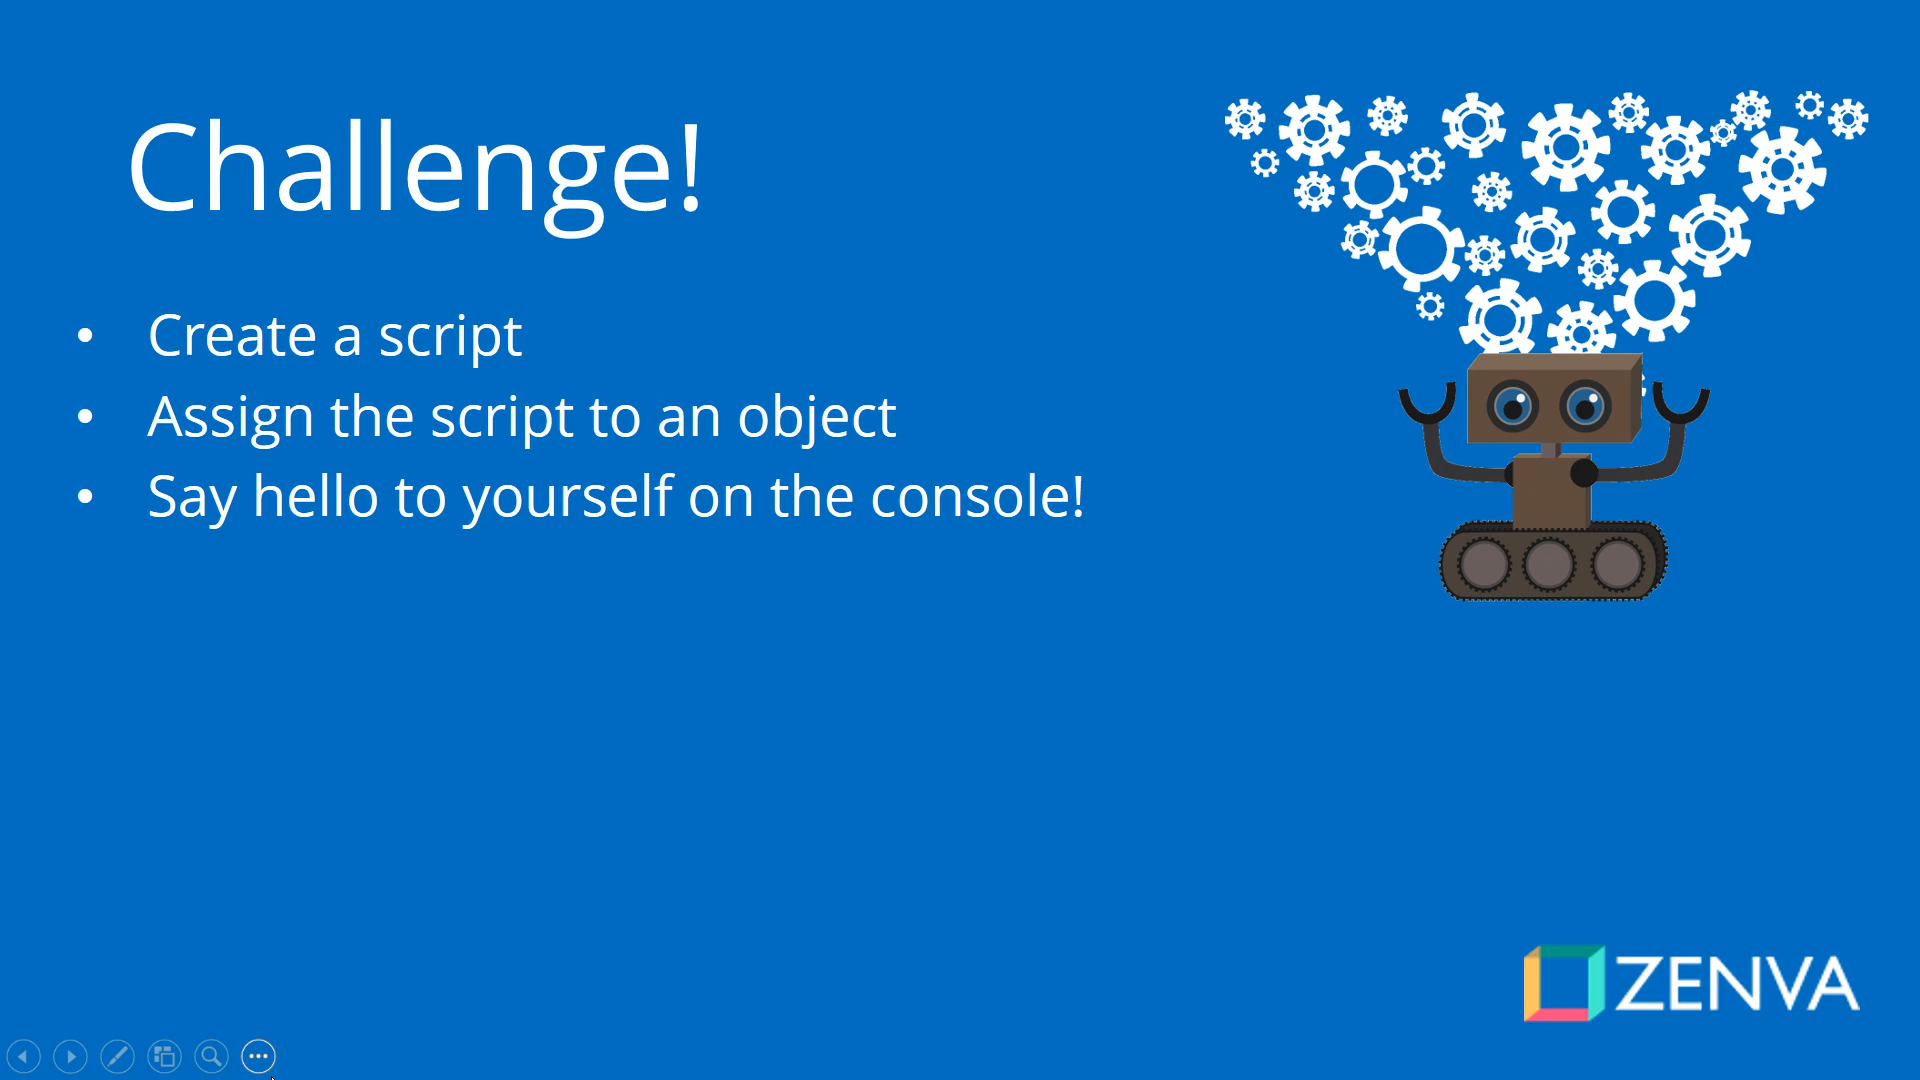 Challenge!
• Create a script
• Assign the script to an object
• Say hello to yourself on the console!
ZENVA